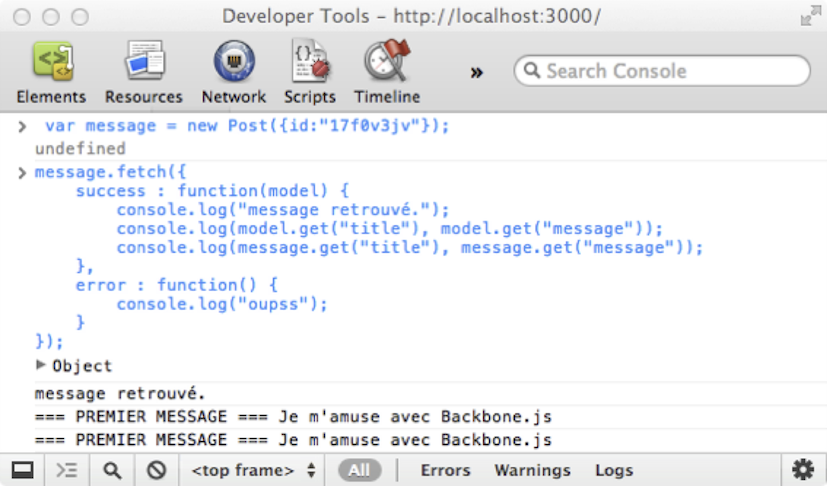 Developer Tools - http://localhost:3000/
Elements Resources Network Scripts Timeline » Search Console
> var message = new Post({id:"17f0v3jv"});
undefined
> message.fetch({
success : function(model) {
console.log("message retrouvé.");
console.log(model.get("title"), model.get("message"));
console.log(message.get("title"), message.get("message"));
},
error : function() {
console.log("oupss");
}
});
Object
message retrouvé.
=== PREMIER MESSAGE === Je m'amuse avec Backbone.js
=== PREMIER MESSAGE === Je m'amuse avec Backbone.js
<top frame> All Errors Warnings Logs